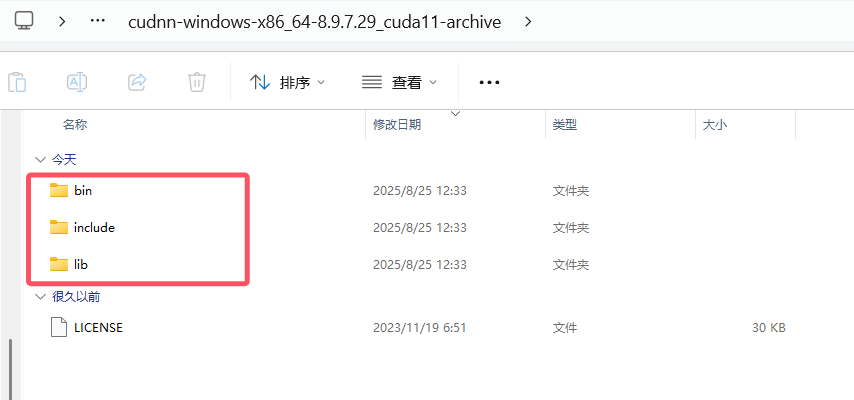 cudnn-windows-x86_64-8.9.7.29_cuda11-archive
排序 查看
名称 修改日期 类型 大小
今天
bin 2025/8/25 12:33 文件夹
include 2025/8/25 12:33 文件夹
lib 2025/8/25 12:33 文件夹
很久以前
LICENSE 2023/11/19 6:51 文件 30 KB